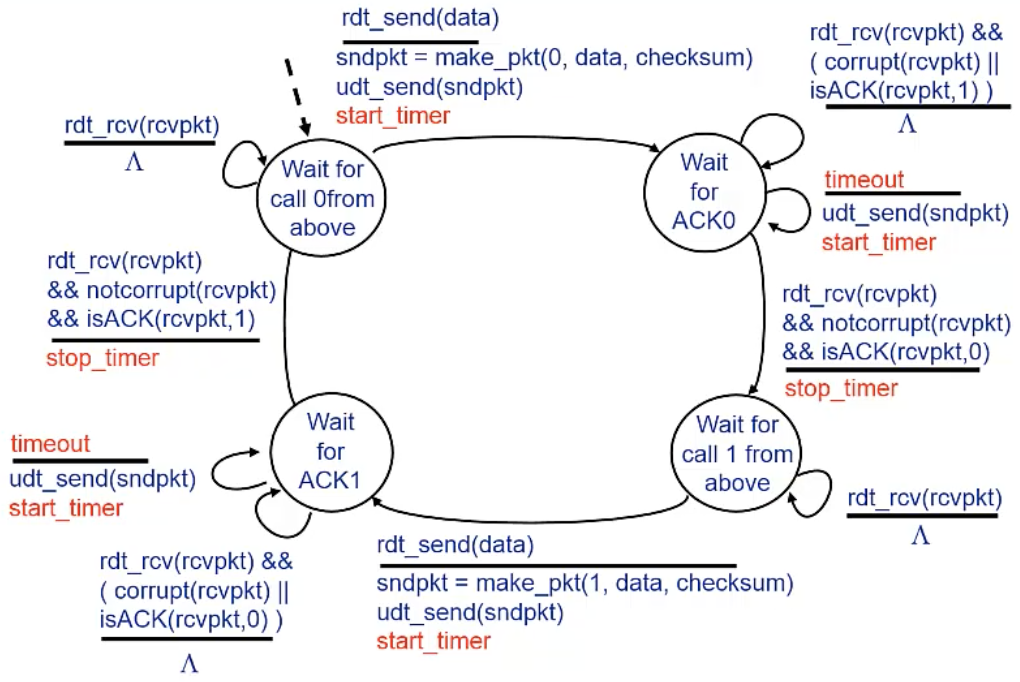 rdt_send(data)
sndpkt = make_pkt(0, data, checksum)
udt_send(sndpkt)
start_timer
rdt_rcv(rcvpkt) &&
( corrupt(rcvpkt) ||
isACK(rcvpkt,1) )
Λ
rdt_rcv(rcvpkt)
Λ
Wait for
call 0from
above
Wait
for
ACK0
timeout
udt_send(sndpkt)
start_timer
rdt_rcv(rcvpkt)
&& notcorrupt(rcvpkt)
&& isACK(rcvpkt,1)
stop_timer
rdt_rcv(rcvpkt)
&& notcorrupt(rcvpkt)
&& isACK(rcvpkt,0)
stop_timer
Wait
for
ACK1
Wait for
call 1 from
above
timeout
udt_send(sndpkt)
start_timer
rdt_rcv(rcvpkt)
Λ
rdt_rcv(rcvpkt) &&
( corrupt(rcvpkt) ||
isACK(rcvpkt,0) )
Λ
rdt_send(data)
sndpkt = make_pkt(1, data, checksum)
udt_send(sndpkt)
start_timer